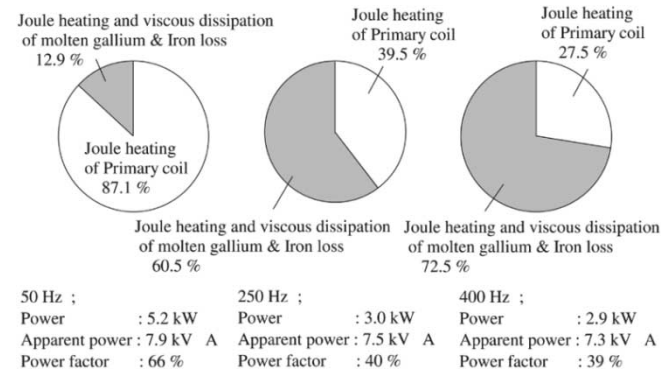 Joule heating and viscous dissipation
of molten gallium & Iron loss
12.9 %
Joule heating
of Primary coil
87.1 %
Joule heating
of Primary coil
39.5 %
Joule heating
of Primary coil
27.5 %
Joule heating and viscous dissipation
of molten gallium & Iron loss
60.5 %
Joule heating and viscous dissipation
of molten gallium & Iron loss
72.5 %
50 Hz ;
Power : 5.2 kW
Apparent power : 7.9 kV A
Power factor : 66 %
250 Hz ;
Power : 3.0 kW
Apparent power : 7.5 kV A
Power factor : 40 %
400 Hz ;
Power : 2.9 kW
Apparent power : 7.3 kV A
Power factor : 39 %